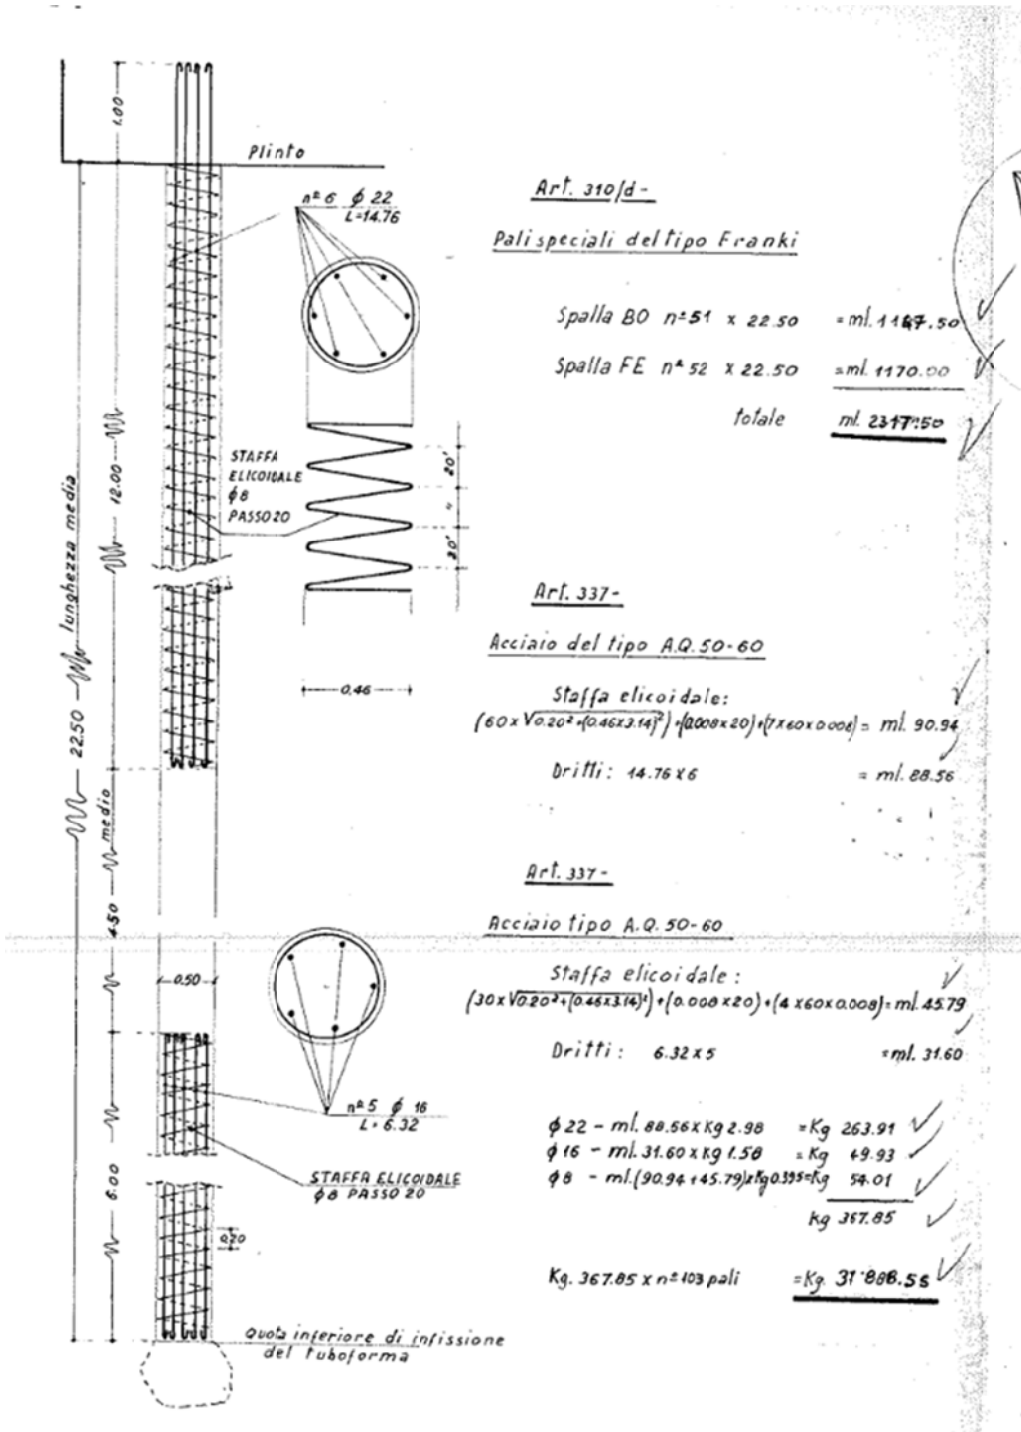 1.00
Plinto
n° 6 ϕ 22
L=14.76
Art. 310/d -
Pali speciali del tipo Franki
Spalla BO n° 51 x 22.50 = ml. 1147.50
Spalla FE n° 52 x 22.50 = ml. 1170.00
totale ml. 2317.50
STAFFA
ELICOIDALE
ϕ 8
PASSO 20
20'
"
20'
12.00
22.50 lunghezza media
0.46
Art. 337 -
Acciaio del tipo A.Q. 50-60
Staffa elicoidale:
(60 x √0.20² + (0.46x3.14)²) + (0.008 x 20) + (7x60x0.008) = ml. 90.94
Dritti: 14.76 x 6 = ml. 88.56
4.50 medio
0.50
Art. 337 -
Acciaio tipo A.Q. 50-60
Staffa elicoidale:
(30 x √0.20² + (0.46x3.14)²) + (0.008 x 20) + (4 x 60 x 0.008) = ml. 45.79
Dritti: 6.32 x 5 = ml. 31.60
n° 5 ϕ 16
L= 6.32
STAFFA ELICOIDALE
ϕ 8 PASSO 20
6.00
0.20
ϕ 22 - ml. 88.56 x Kg 2.98 = Kg 263.91
ϕ 16 - ml. 31.60 x Kg 1.58 = Kg 49.93
ϕ 8 - ml. (90.94 + 45.79) x Kg 0.395 = Kg 54.01
Kg 367.85
Kg. 367.85 x n° 103 pali = Kg. 37'888.55
Quota inferiore di infissione
del tuboforma